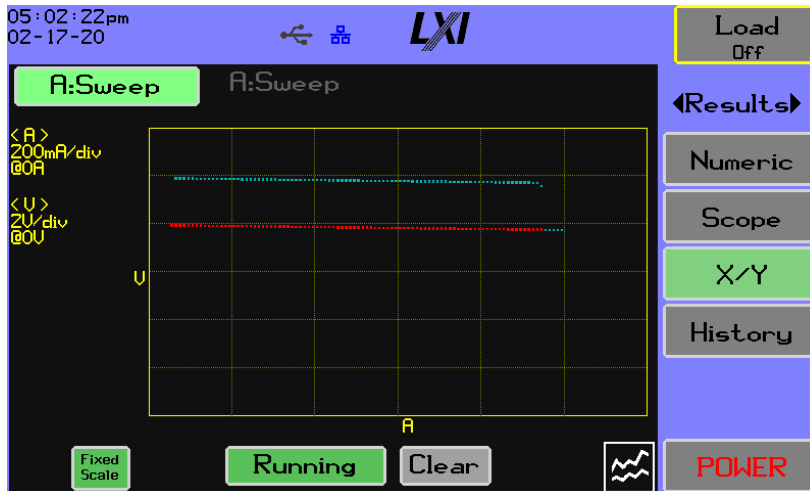 05:02:22pm
02-17-20
LXI
Load
Off
A:Sweep
A:Sweep
◀Results▶
<A>
200mA/div
@0A
<V>
2V/div
@0V
V
A
Numeric
Scope
X/Y
History
Fixed
Scale
Running
Clear
POWER